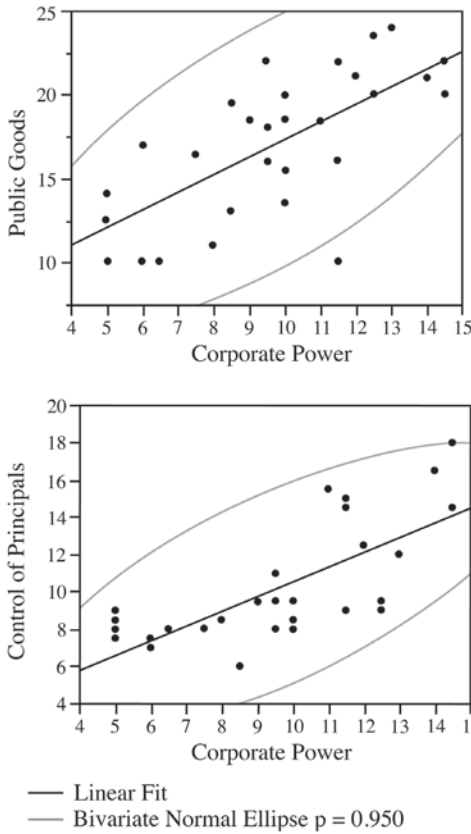 25
20
15
10
Public Goods
4 5 6 7 8 9 10 11 12 13 14 15
Corporate Power
20
18
16
14
12
10
8
6
4
Control of Principals
4 5 6 7 8 9 10 11 12 13 14 1
Corporate Power
Linear Fit
Bivariate Normal Ellipse p = 0.950